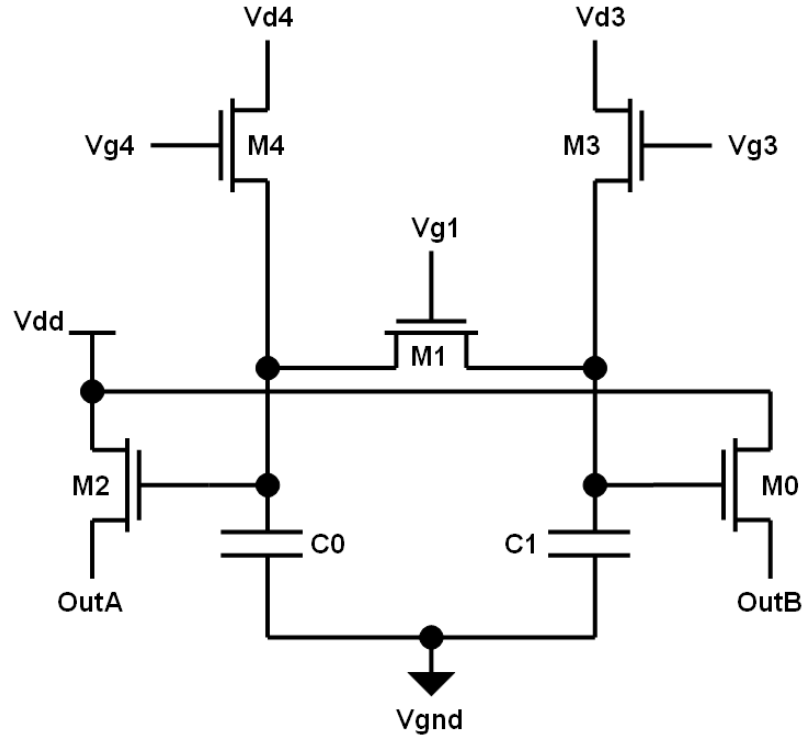 Vd4 Vd3
Vg4 M4 M3 Vg3
Vg1
Vdd M1
M2 M0
C0 C1
OutA OutB
Vgnd